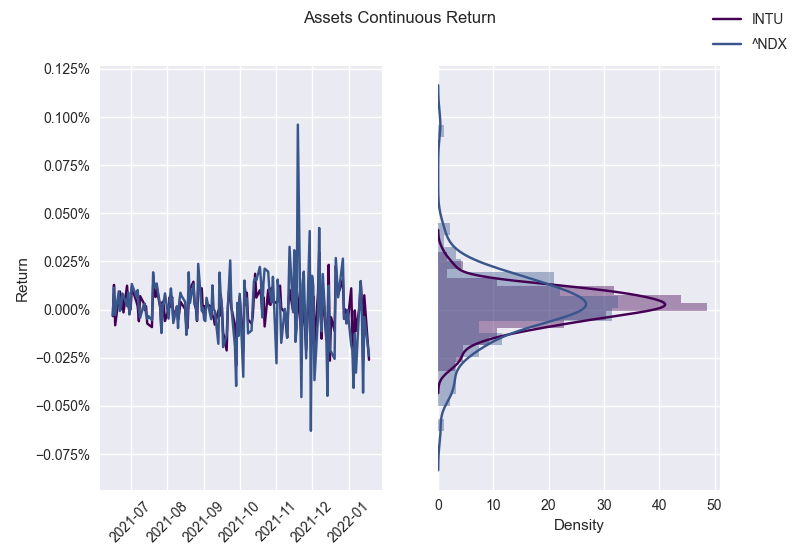 Assets Continuous Return
INTU
^NDX
0.125%
0.100%
0.075%
0.050%
0.025%
0.000%
−0.025%
−0.050%
−0.075%
Return
2021-07
2021-08
2021-09
2021-10
2021-11
2021-12
2022-01
0 10 20 30 40 50
Density